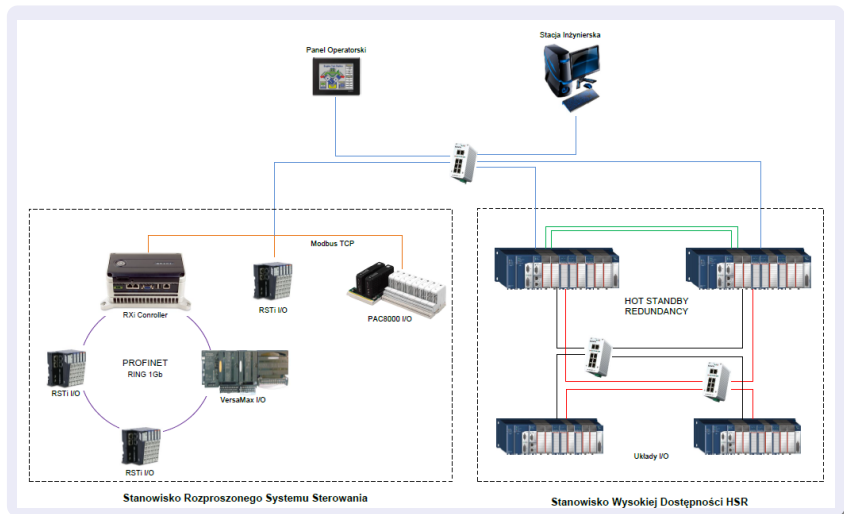 Stacja Inżynierska
Panel Operatorski
Modbus TCP
RXi Conroller
RSTi I/O
PAC8000 I/O
HOT STANDBY
REDUNDANCY
PROFINET
RING 1Gb
RSTi I/O
VersaMax I/O
RSTi I/O
Układy I/O
Stanowisko Rozproszonego Systemu Sterowania
Stanowisko Wysokiej Dostępności HSR